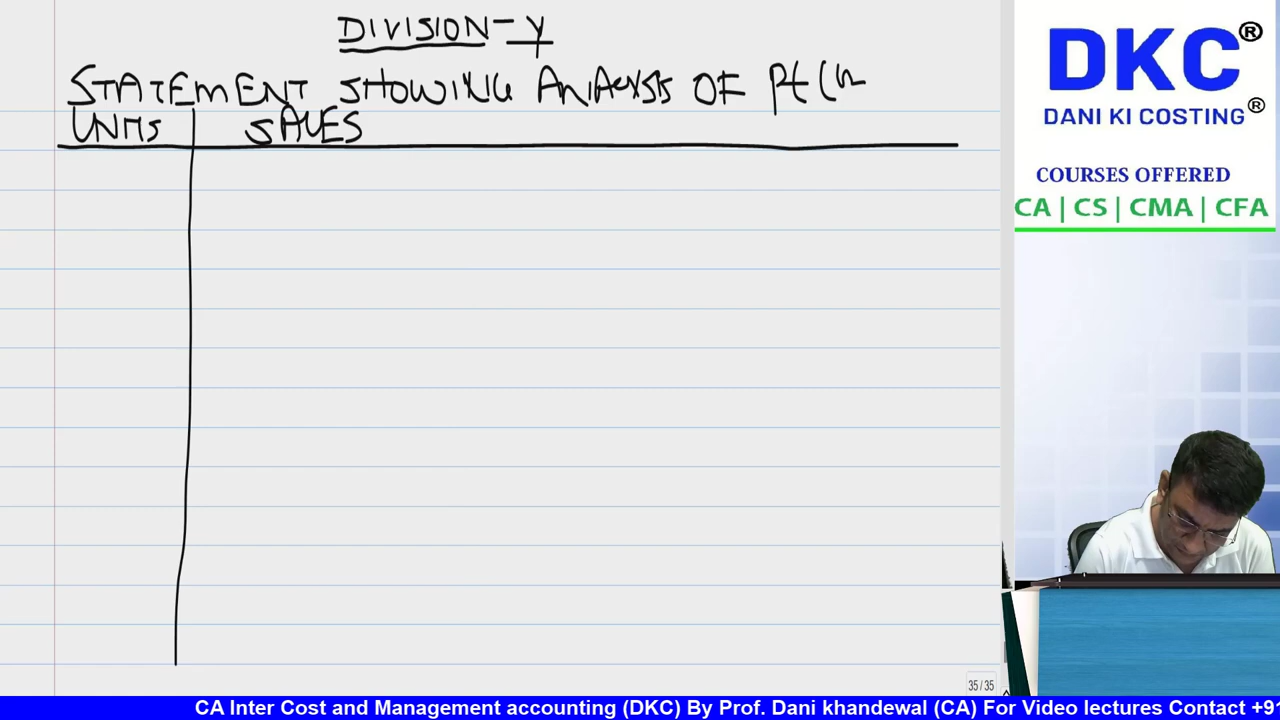 DIVISION-Y
STATEMENT SHOWING ANALYSIS OF
UNITS SALES
35/35
DKC®
DANI KI COSTING®
COURSES OFFERED
CA | CS | CMA | CFA
CA Inter Cost and Management accounting (DKC) By Prof. Dani khandewal (CA) For Video lectures Contact +9